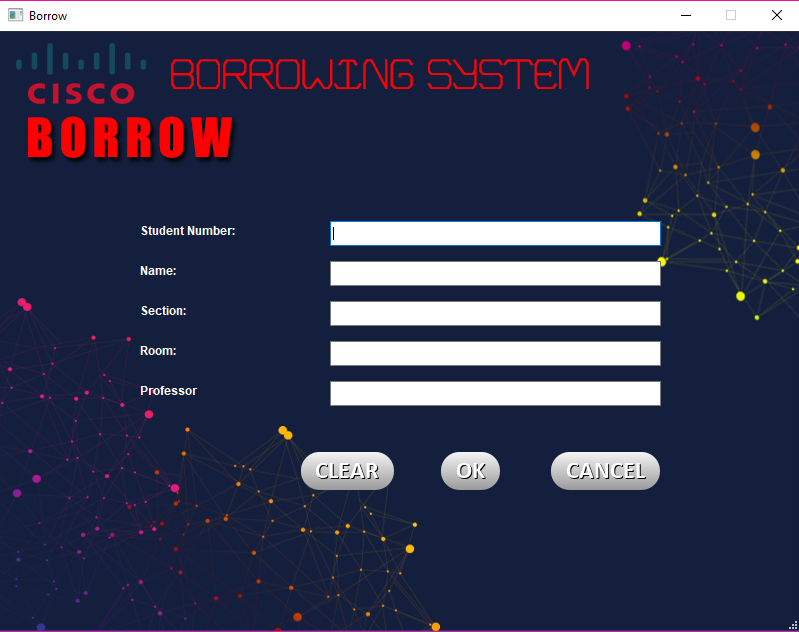 Borrow
CISCO
BORROWING SYSTEM
BORROW
Student Number:
Name:
Section:
Room:
Professor
CLEAR
OK
CANCEL